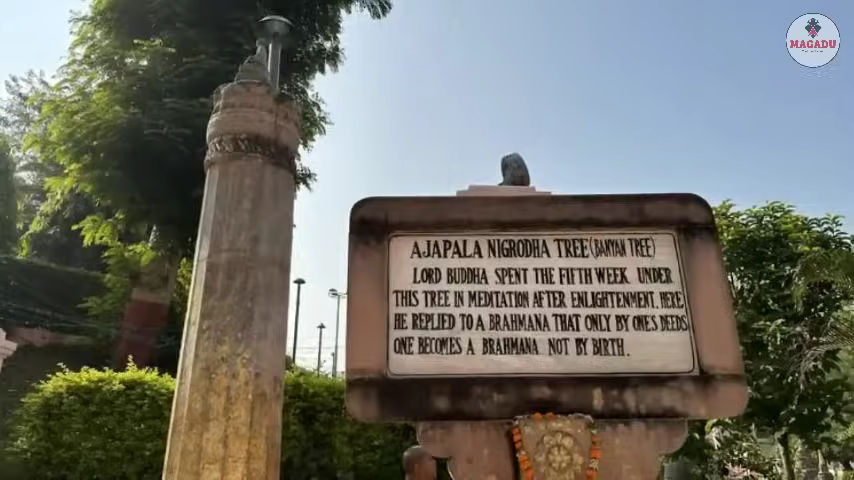 MAGADU
AJAPALA NIGRODHA TREE (BANYAN TREE)
LORD BUDDHA SPENT THE FIFTH WEEK UNDER
THIS TREE IN MEDITATION AFTER ENLIGHTENMENT. HERE
HE REPLIED TO A BRAHMANA THAT ONLY BY ONES DEEDS
ONE BECOMES A BRAHMANA NOT BY BIRTH.